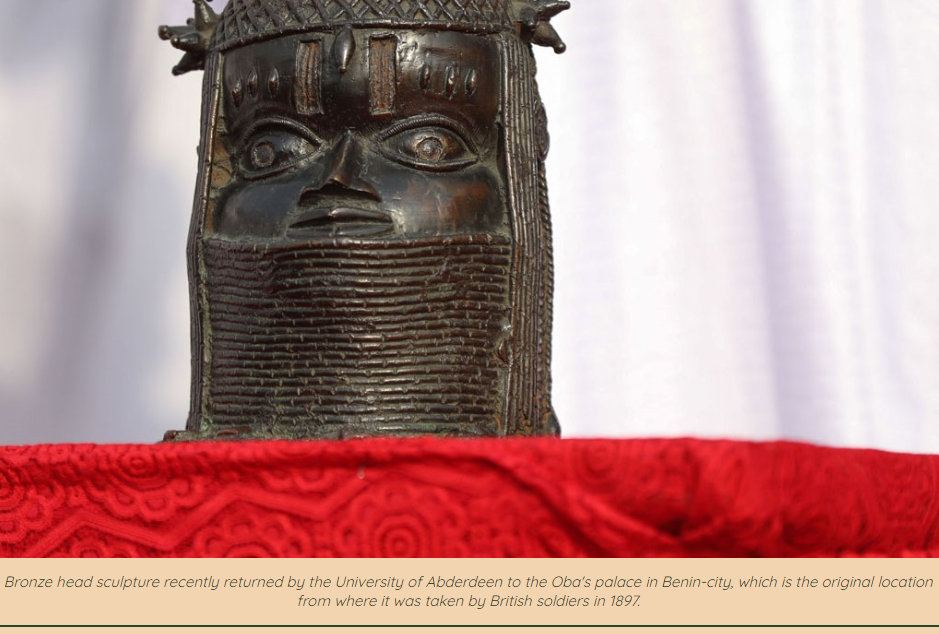 Bronze head sculpture recently returned by the University of Abderdeen to the Oba's palace in Benin-city, which is the original location
from where it was taken by British soldiers in 1897.